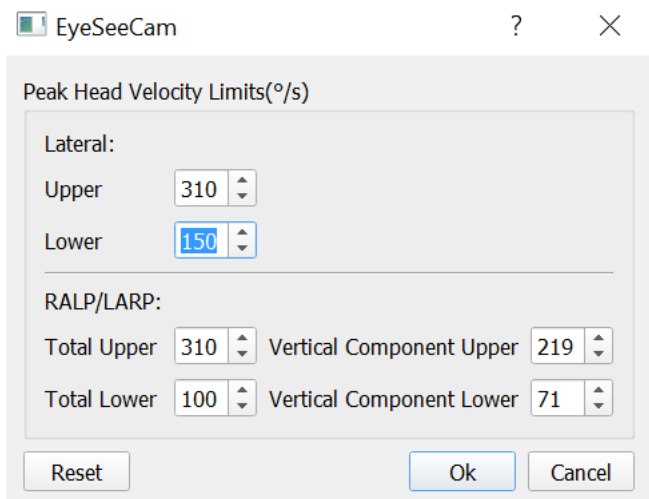 EyeSeeCam ?
Peak Head Velocity Limits(°/s)
Lateral:
Upper 310
Lower 150
RALP/LARP:
Total Upper 310 Vertical Component Upper 219
Total Lower 100 Vertical Component Lower 71
Reset Ok Cancel